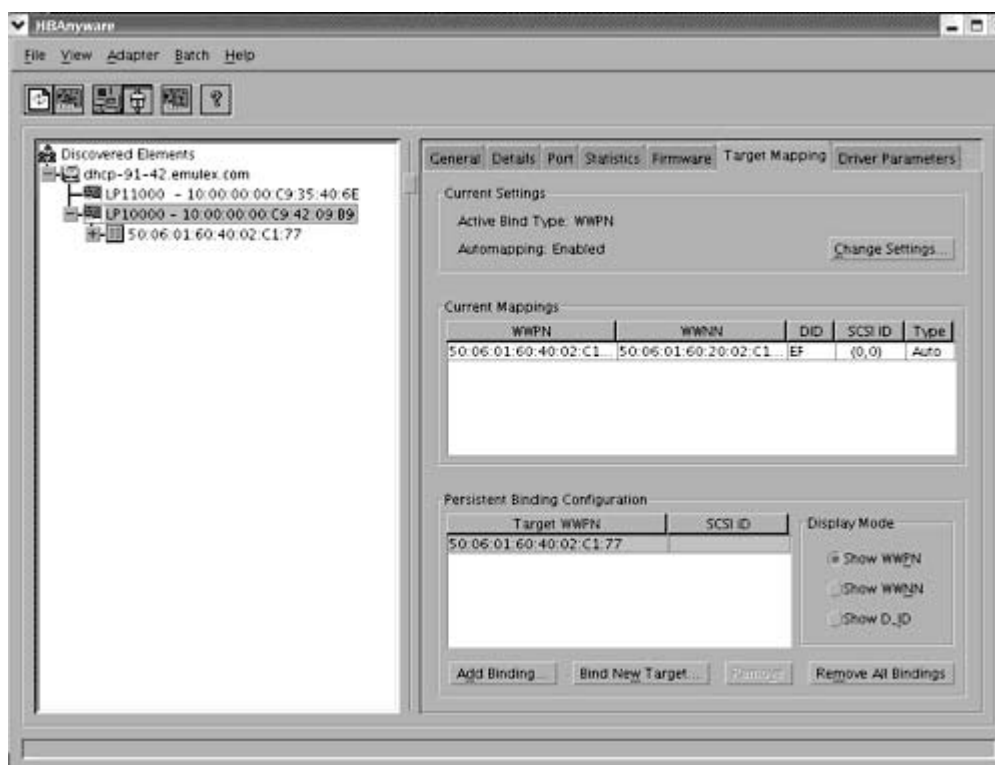 HBAnyware
File View Adapter Batch Help
?
Discovered Elements
dhcp-91-42.emulex.com
LP11000 - 10:00:00:00:C9:35:40:6E
LP10000 - 10:00:00:00:C9:42:09:B9
50:06:01:60:40:02:C1:77
General Details Port Statistics Firmware Target Mapping Driver Parameters
Current Settings
Active Bind Type: WWPN
Automapping: Enabled
Change Settings...
Current Mappings
WWPN WWNN DID SCSI ID Type
50:06:01:60:40:02:C1... 50:06:01:60:20:02:C1... EF (0,0) Auto
Persistent Binding Configuration
Target WWPN SCSI ID
50:06:01:60:40:02:C1:77
Display Mode
Show WWPN
Show WWNN
Show D_ID
Add Binding... Bind New Target... Remove Remove All Bindings